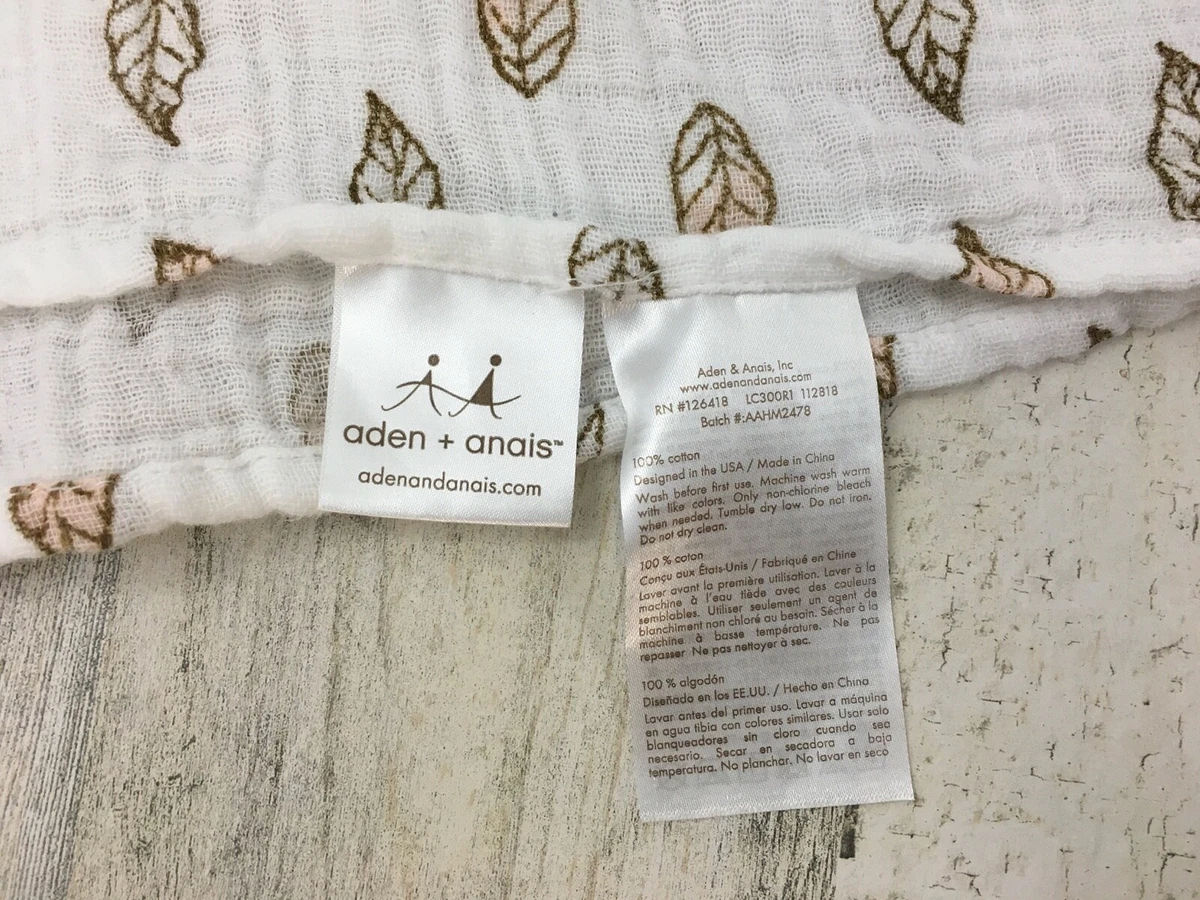 aden + anais™
adenandanais.com
Aden & Anais, Inc
www.adenandanais.com
RN #126418 LC300R1 112818
Batch #:AAHM2478
100% cotton
Designed in the USA / Made in China
Wash before first use. Machine wash warm
with like colors. Only non-chlorine bleach
when needed. Tumble dry low. Do not iron.
Do not dry clean.
100 % coton
Conçu aux États-Unis / Fabriqué en Chine
Laver avant la première utilisation. Laver à la
machine à l'eau tiède avec des couleurs
semblables. Utiliser seulement un agent de
blanchiment non chloré au besoin. Sécher à la
machine à basse température. Ne pas
repasser Ne pas nettoyer à sec.
100 % algodón
Diseñado en los EE.UU. / Hecho en China
Lavar antes del primer uso. Lavar a máquina
en agua tibia con colores similares. Usar solo
blanqueadores sin cloro cuando sea
necesario. Secar en secadora a baja
temperatura. No planchar. No lavar en seco